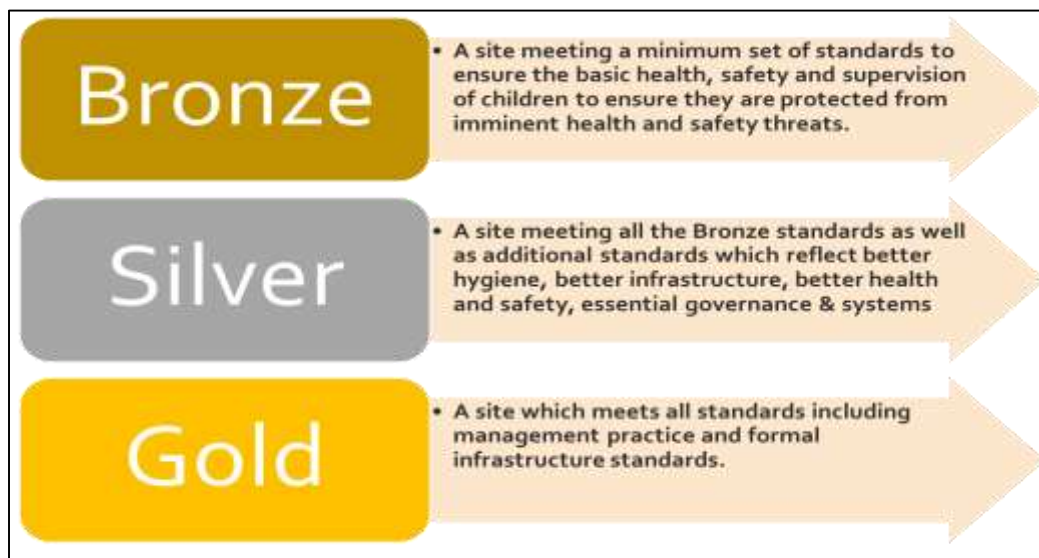 Bronze
• A site meeting a minimum set of standards to
ensure the basic health, safety and supervision
of children to ensure they are protected from
imminent health and safety threats.
Silver
• A site meeting all the Bronze standards as well
as additional standards which reflect better
hygiene, better infrastructure, better health
and safety, essential governance & systems
Gold
• A site which meets all standards including
management practice and formal
infrastructure standards.